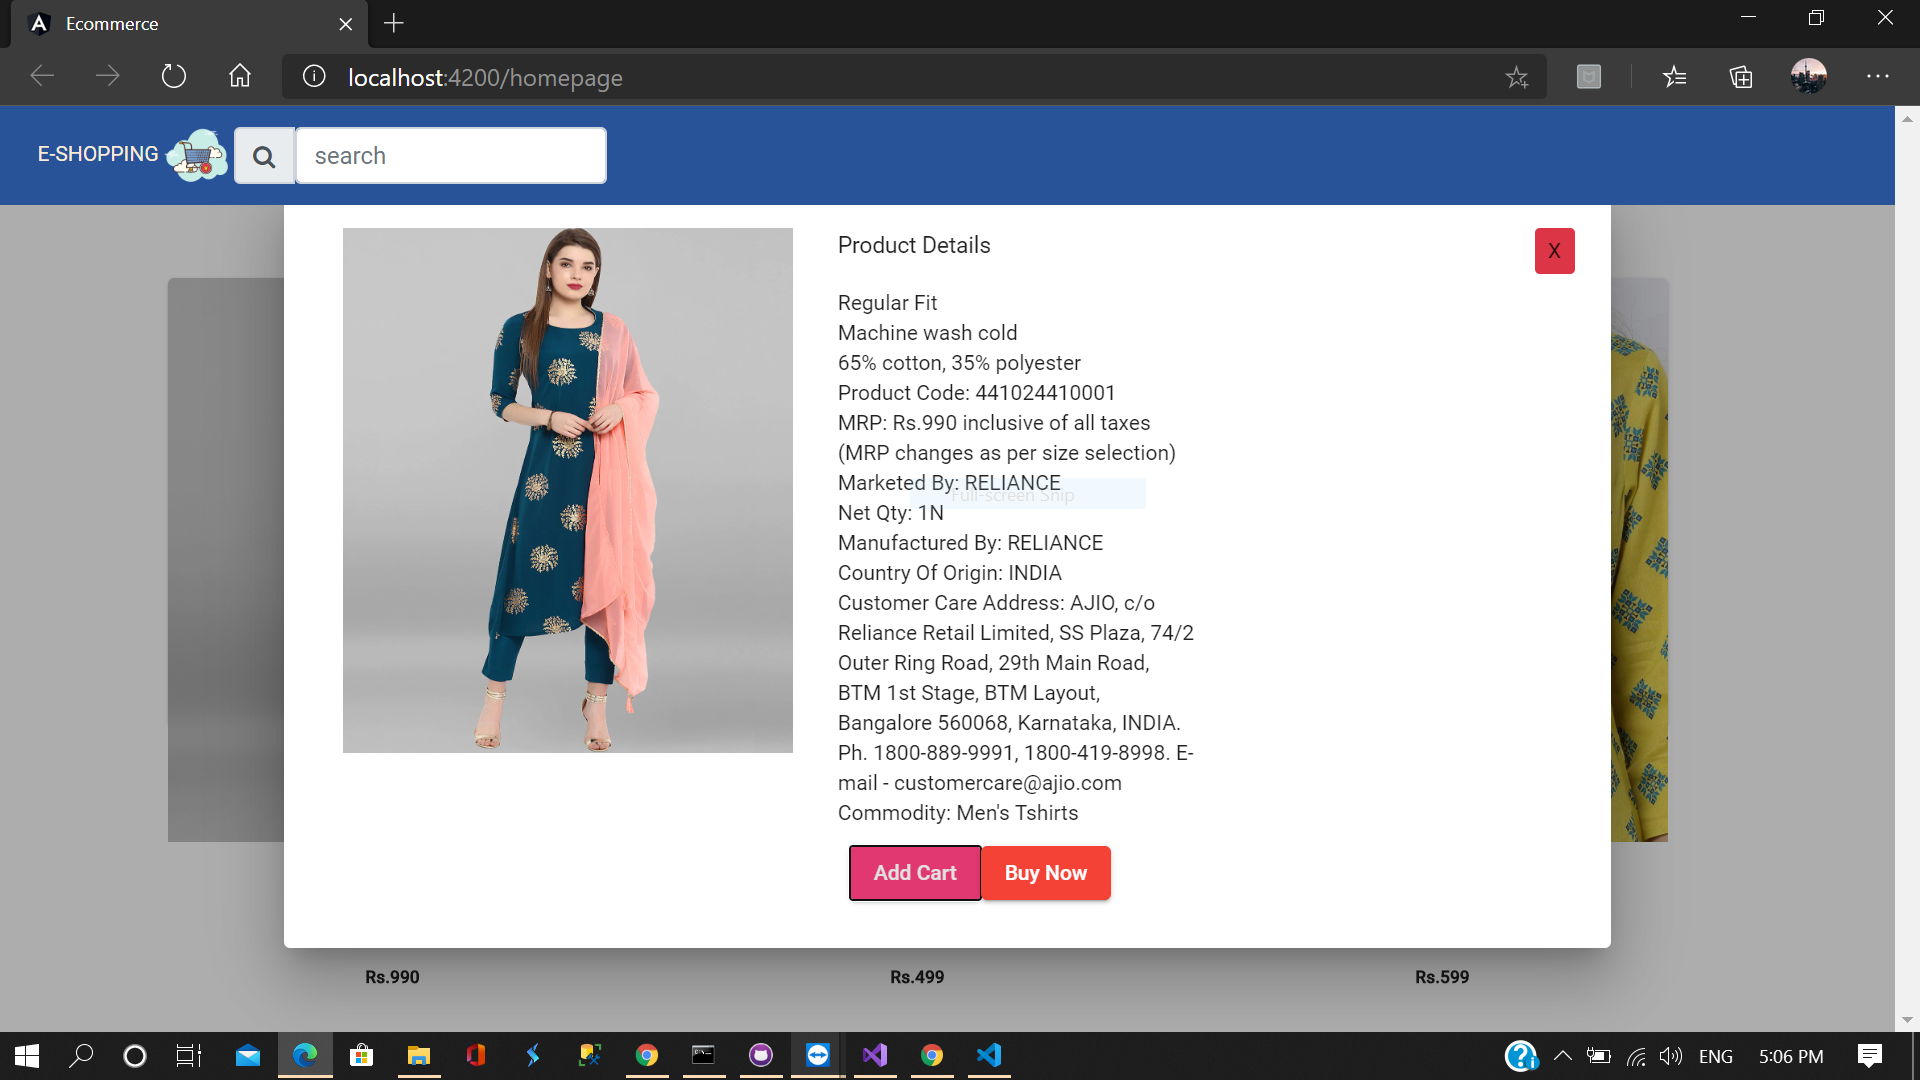 Ecommerce
localhost:4200/homepage
E-SHOPPING
search
Product Details
X
Regular Fit
Machine wash cold
65% cotton, 35% polyester
Product Code: 441024410001
MRP: Rs.990 inclusive of all taxes
(MRP changes as per size selection)
Marketed By: RELIANCE
Full-screen Snip
Net Qty: 1N
Manufactured By: RELIANCE
Country Of Origin: INDIA
Customer Care Address: AJIO, c/o
Reliance Retail Limited, SS Plaza, 74/2
Outer Ring Road, 29th Main Road,
BTM 1st Stage, BTM Layout,
Bangalore 560068, Karnataka, INDIA.
Ph. 1800-889-9991, 1800-419-8998. E-
mail - customercare@ajio.com
Commodity: Men's Tshirts
Add Cart Buy Now
Rs.990 Rs.499 Rs.599
ENG 5:06 PM